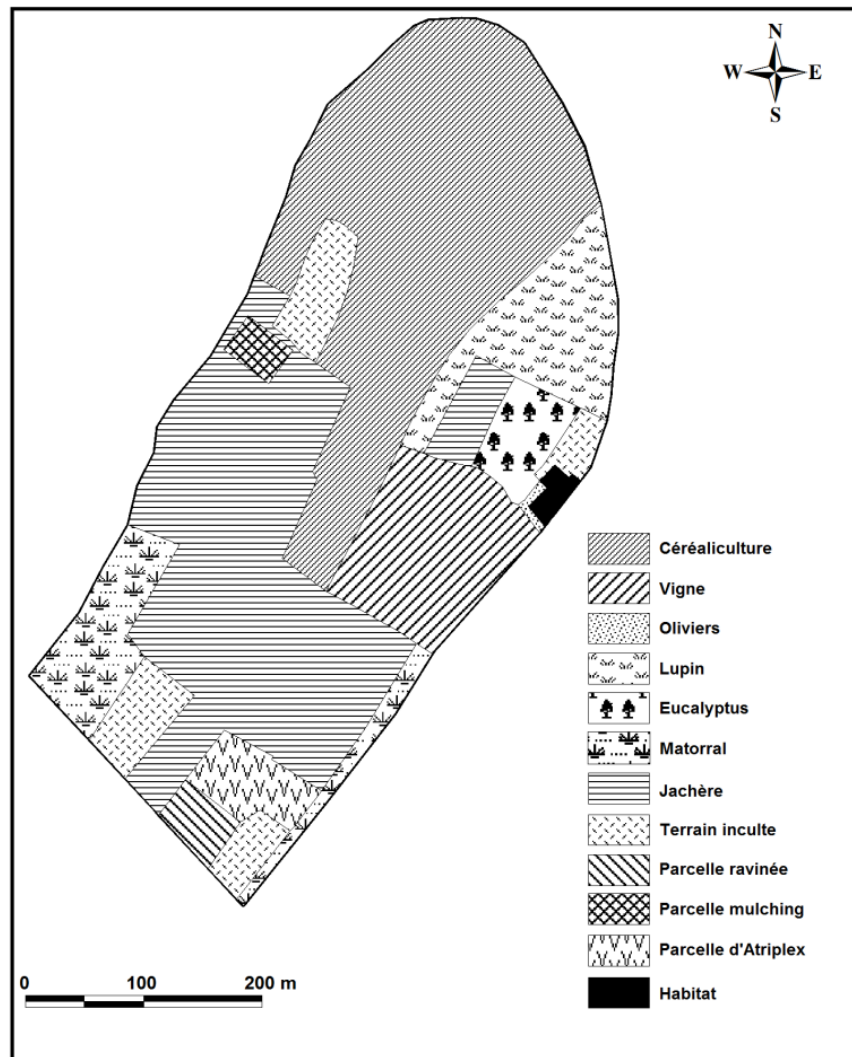 N
W E
S
Céréaliculture
Vigne
Oliviers
Lupin
Eucalyptus
Matorral
Jachère
Terrain inculte
Parcelle ravinée
Parcelle mulching
Parcelle d'Atriplex
Habitat
0 100 200 m